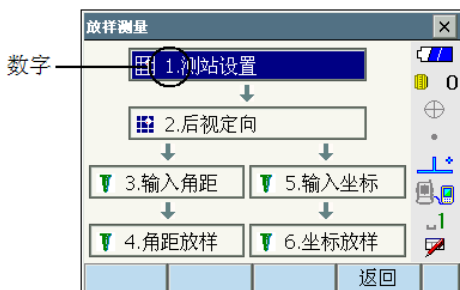 放样测量
数字
1.测站设置
0
2.后视定向
3.输入角距 5.输入坐标
1
4.角距放样 6.坐标放样
返回